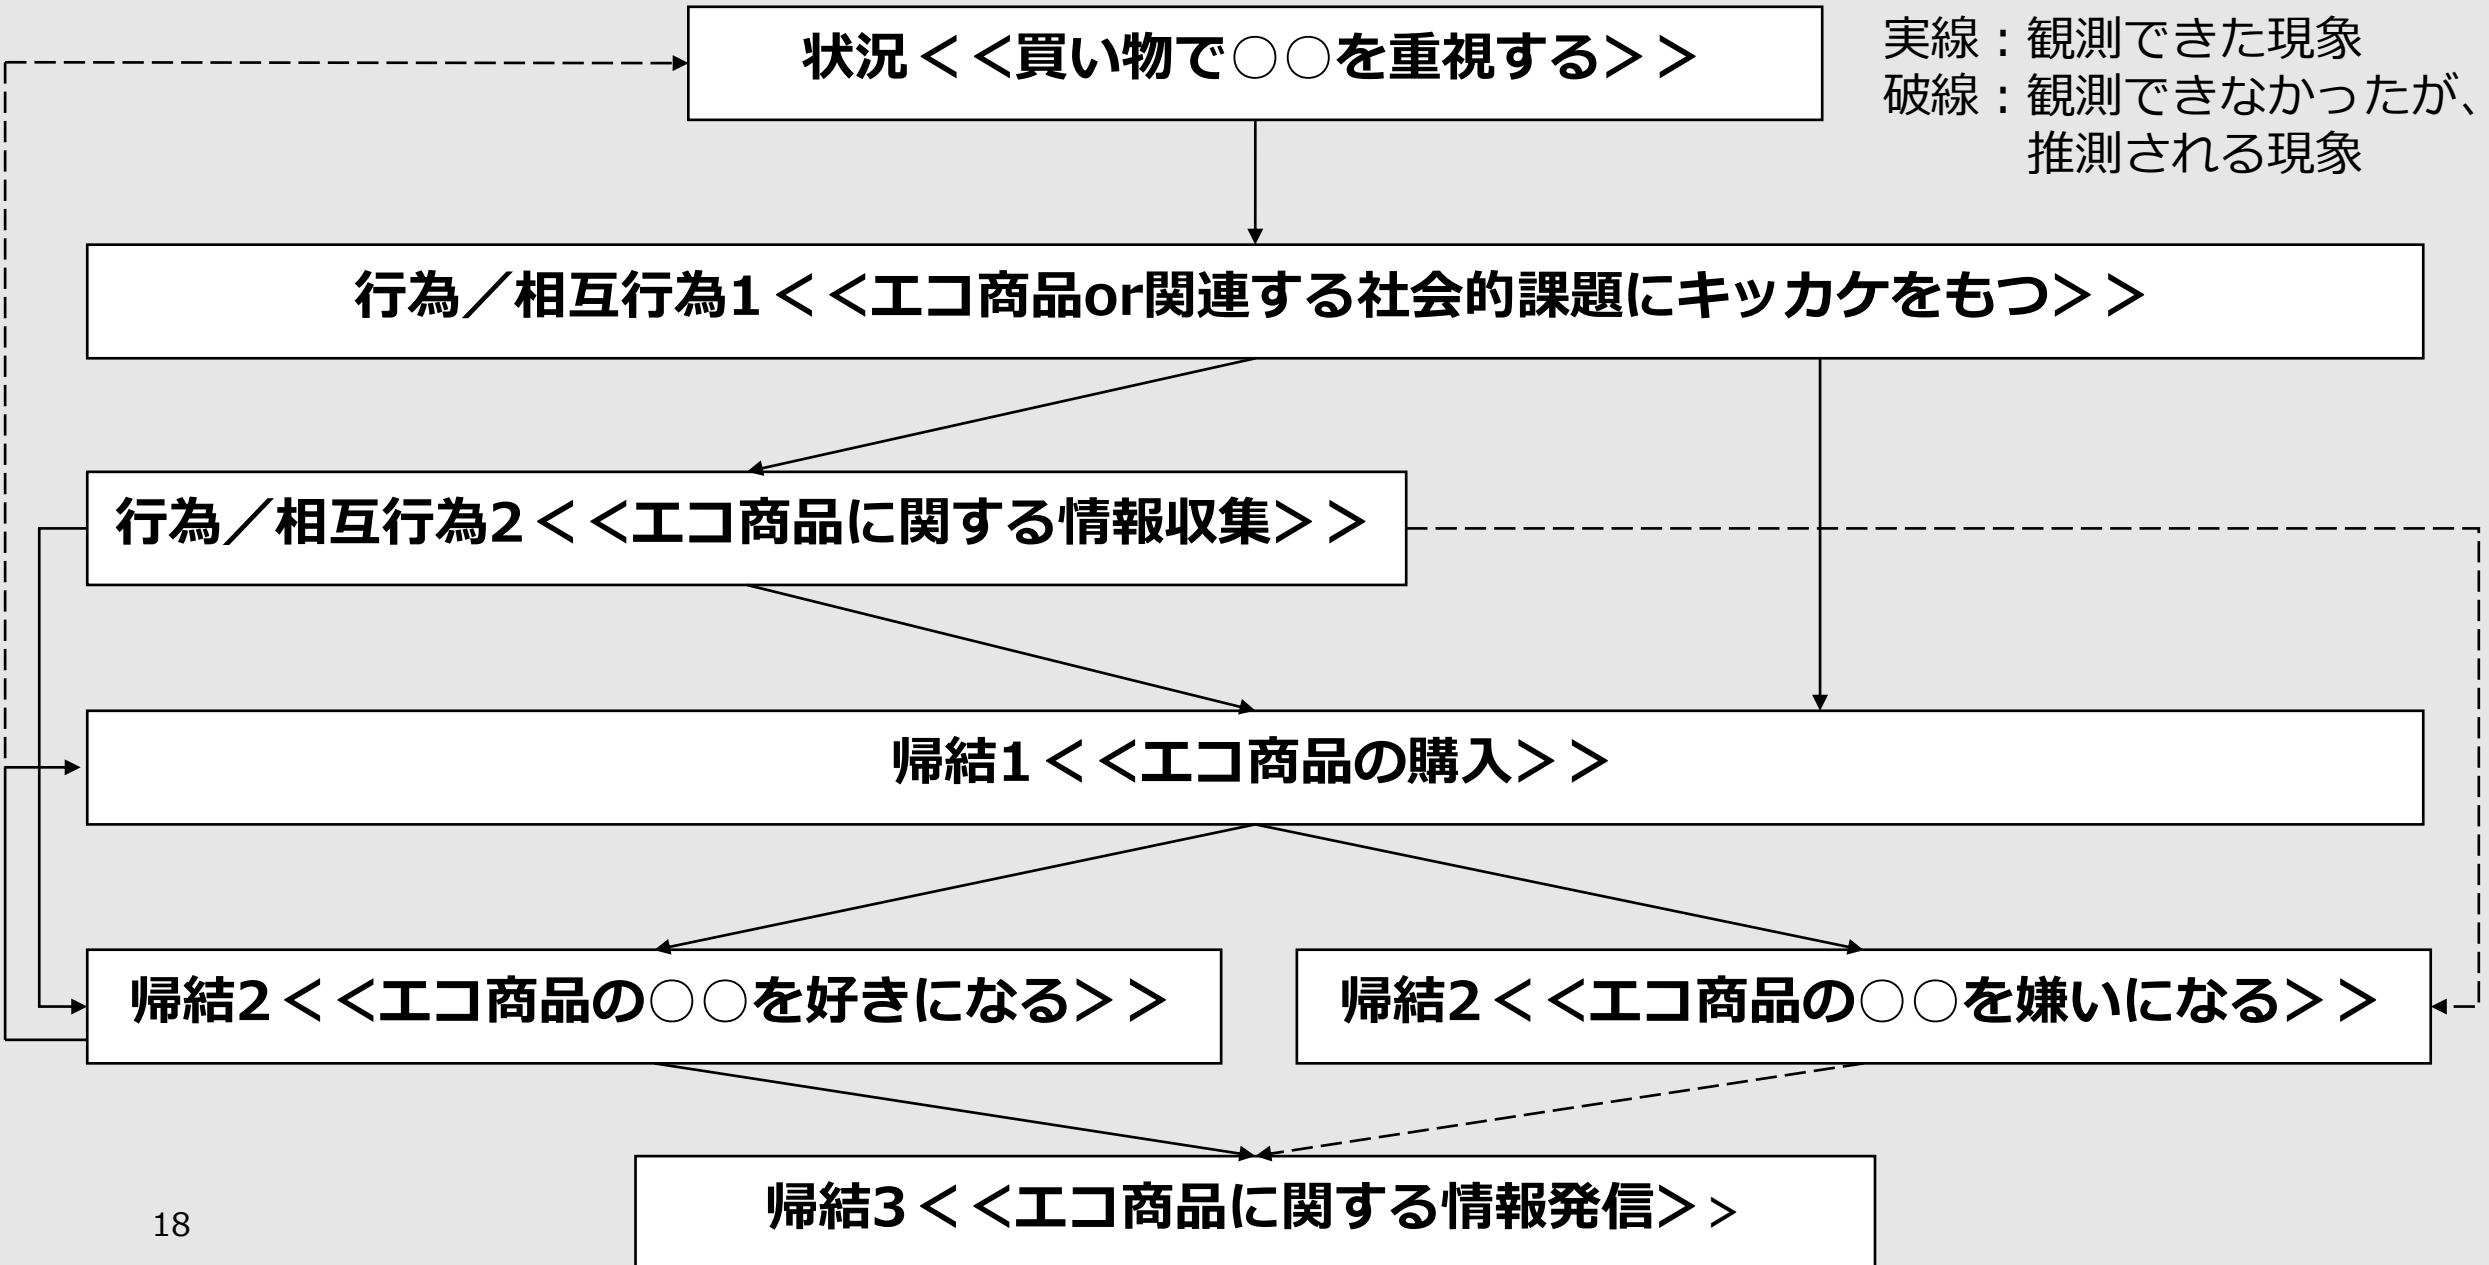 状況＜＜買い物で○○を重視する＞＞
実線：観測できた現象
破線：観測できなかったが、
推測される現象
行為／相互行為1＜＜エコ商品or関連する社会的課題にキッカケをもつ＞＞
行為／相互行為2＜＜エコ商品に関する情報収集＞＞
帰結1＜＜エコ商品の購入＞＞
帰結2＜＜エコ商品の○○を好きになる＞＞
帰結2＜＜エコ商品の○○を嫌いになる＞＞
帰結3＜＜エコ商品に関する情報発信＞＞
18